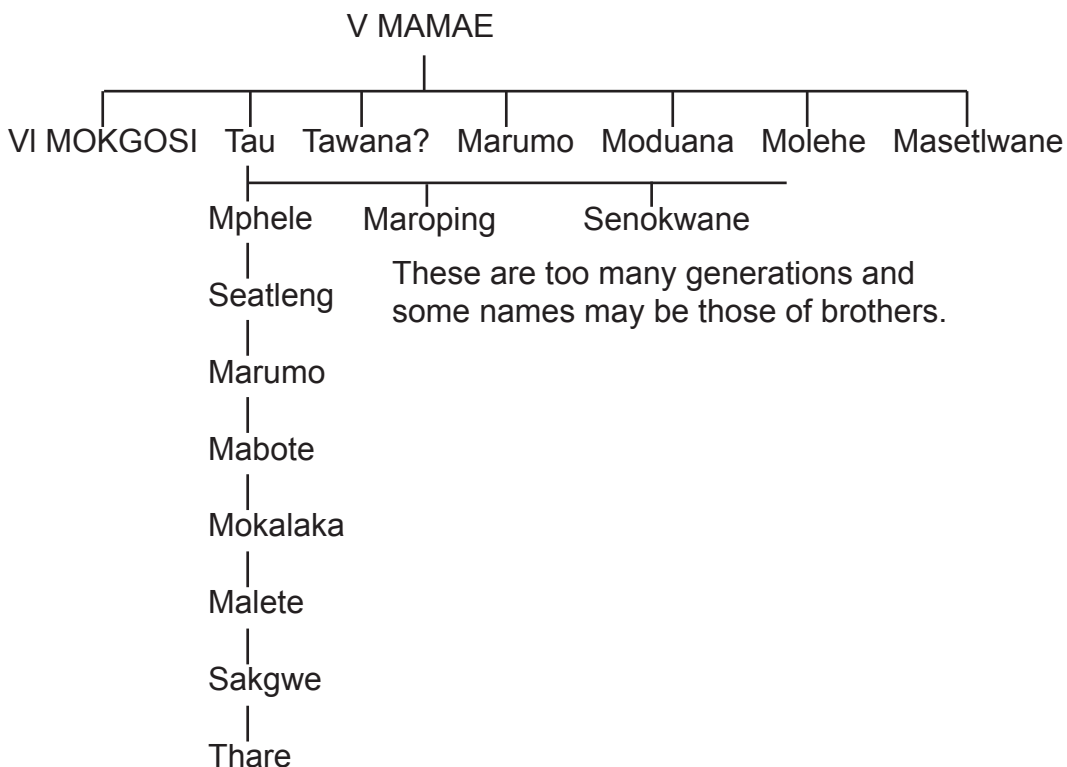 V MAMAE
VI MOKGOSI Tau Tawana? Marumo Moduana Molehe Masetlwane
Mphele Maroping Senokwane
These are too many generations and
some names may be those of brothers.
Seatleng
Marumo
Mabote
Mokalaka
Malete
Sakgwe
Thare